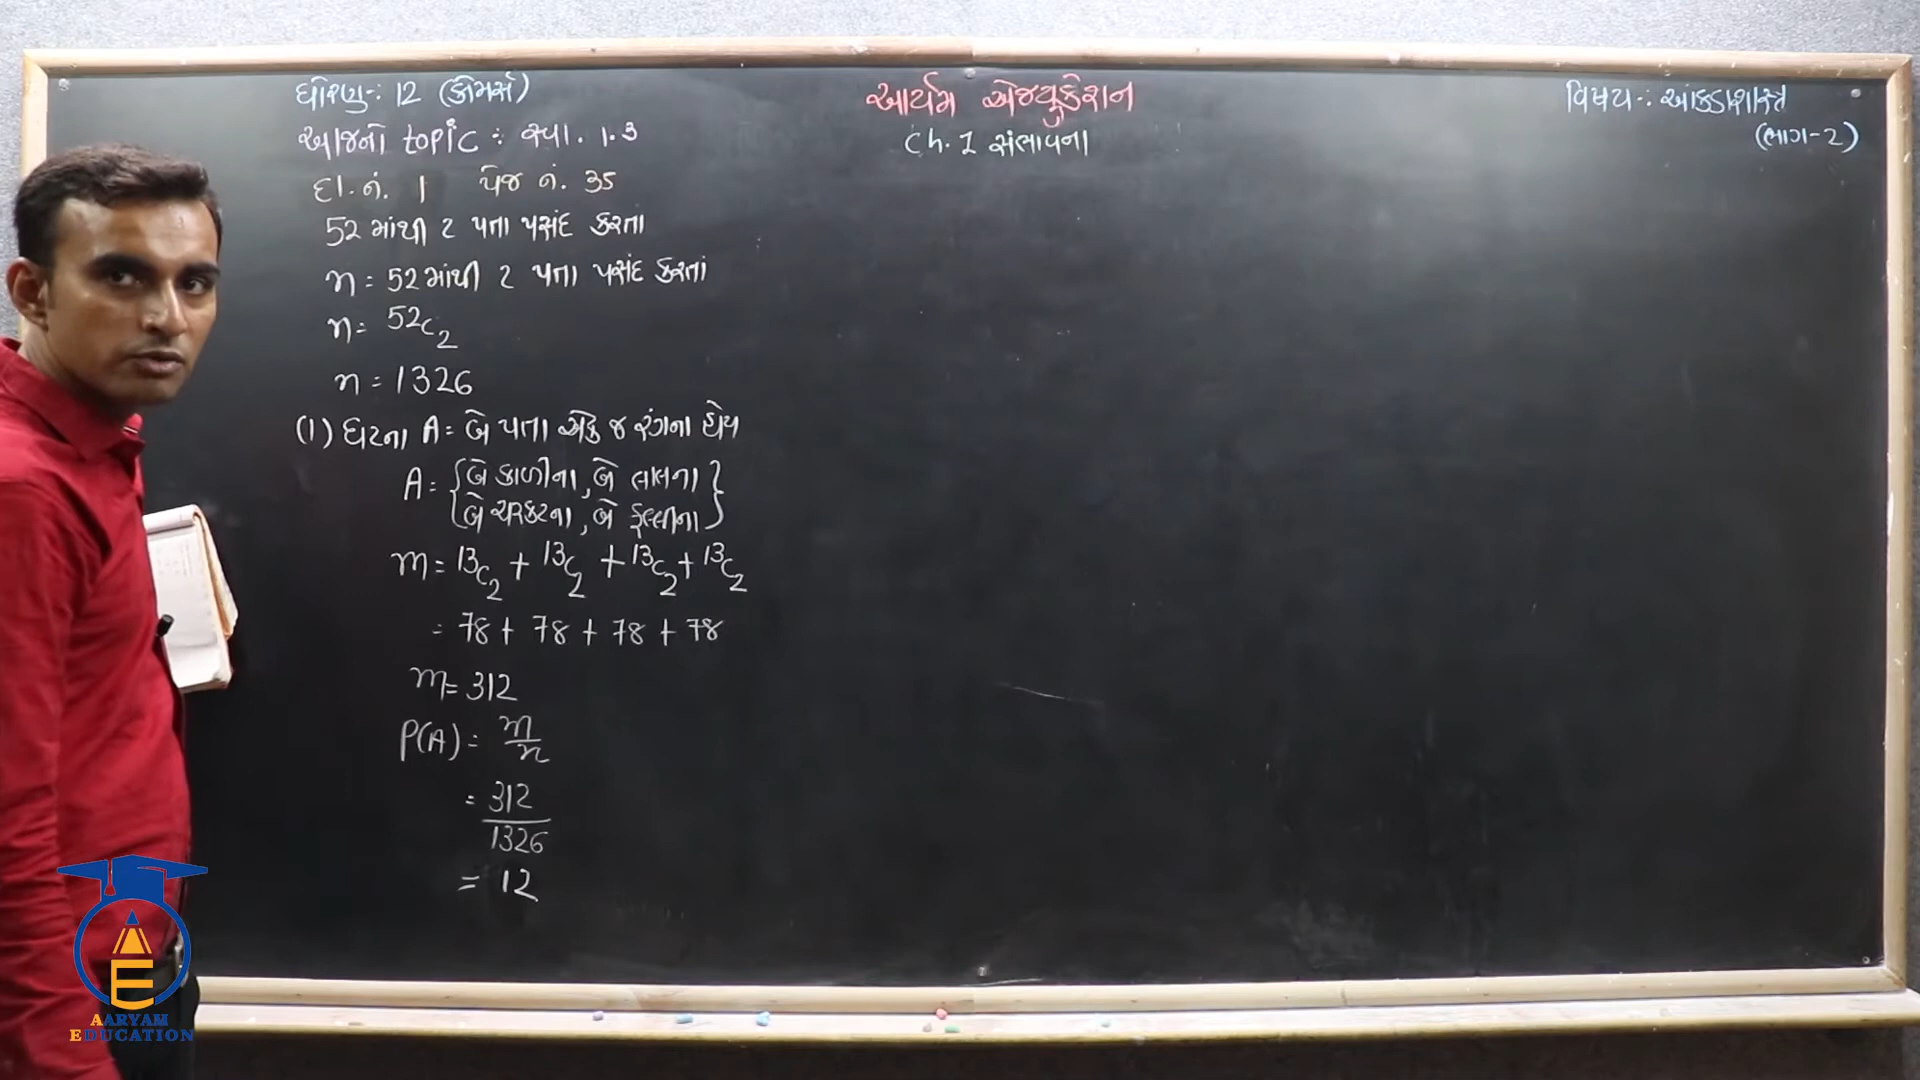 ધોરણ-: 12 (કોમર્સ)
આર્યમ એજ્યુકેશન
વિષય-: આંકડાશાસ્ત્ર
(ભાગ-2)
આજનો topic : સ્વા. 1.3
Ch. 1 સંભાવના
દા. નં. 1 પેજ નં. 35
52 માંથી 2 પત્તા પસંદ કરતા
n = 52 માંથી 2 પત્તા પસંદ કરતાં
n = 52C2
n = 1326
(1) ઘટના A = બે પત્તા એક જ રંગના હોય
A = {બે કાળીના, બે લાલના
બે ચરકટના, બે ફુલ્લીના}
m = 13C2 + 13C2 + 13C2 + 13C2
= 78 + 78 + 78 + 78
m = 312
P(A) = m/n
= 312/1326
= 12
AARYAM
EDUCATION